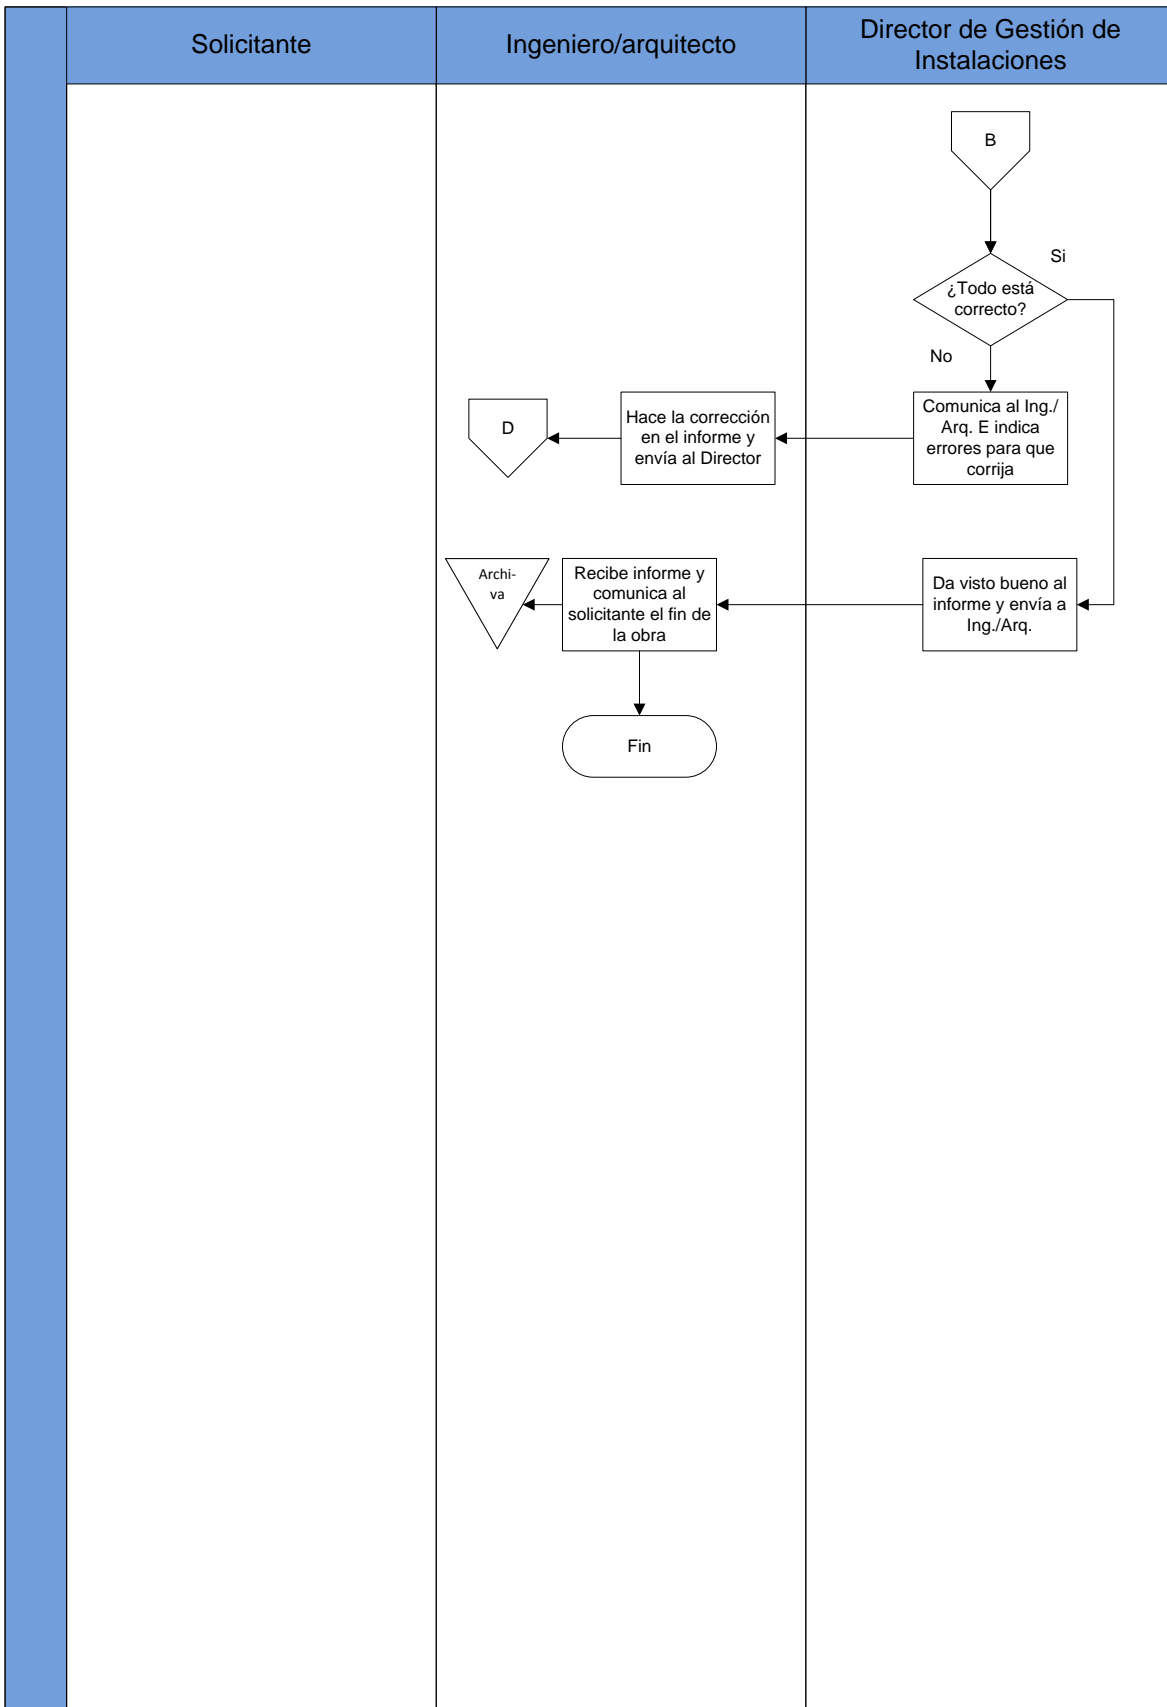 Solicitante
Ingeniero/arquitecto
Director de Gestión de
Instalaciones
B
Si
¿Todo está
correcto?
No
Comunica al Ing./
Arq. E indica
errores para que
corrija
Hace la corrección
en el informe y
envía al Director
D
Da visto bueno al
informe y envía a
Ing./Arq.
Recibe informe y
comunica al
solicitante el fin de
la obra
Archi-
va
Fin